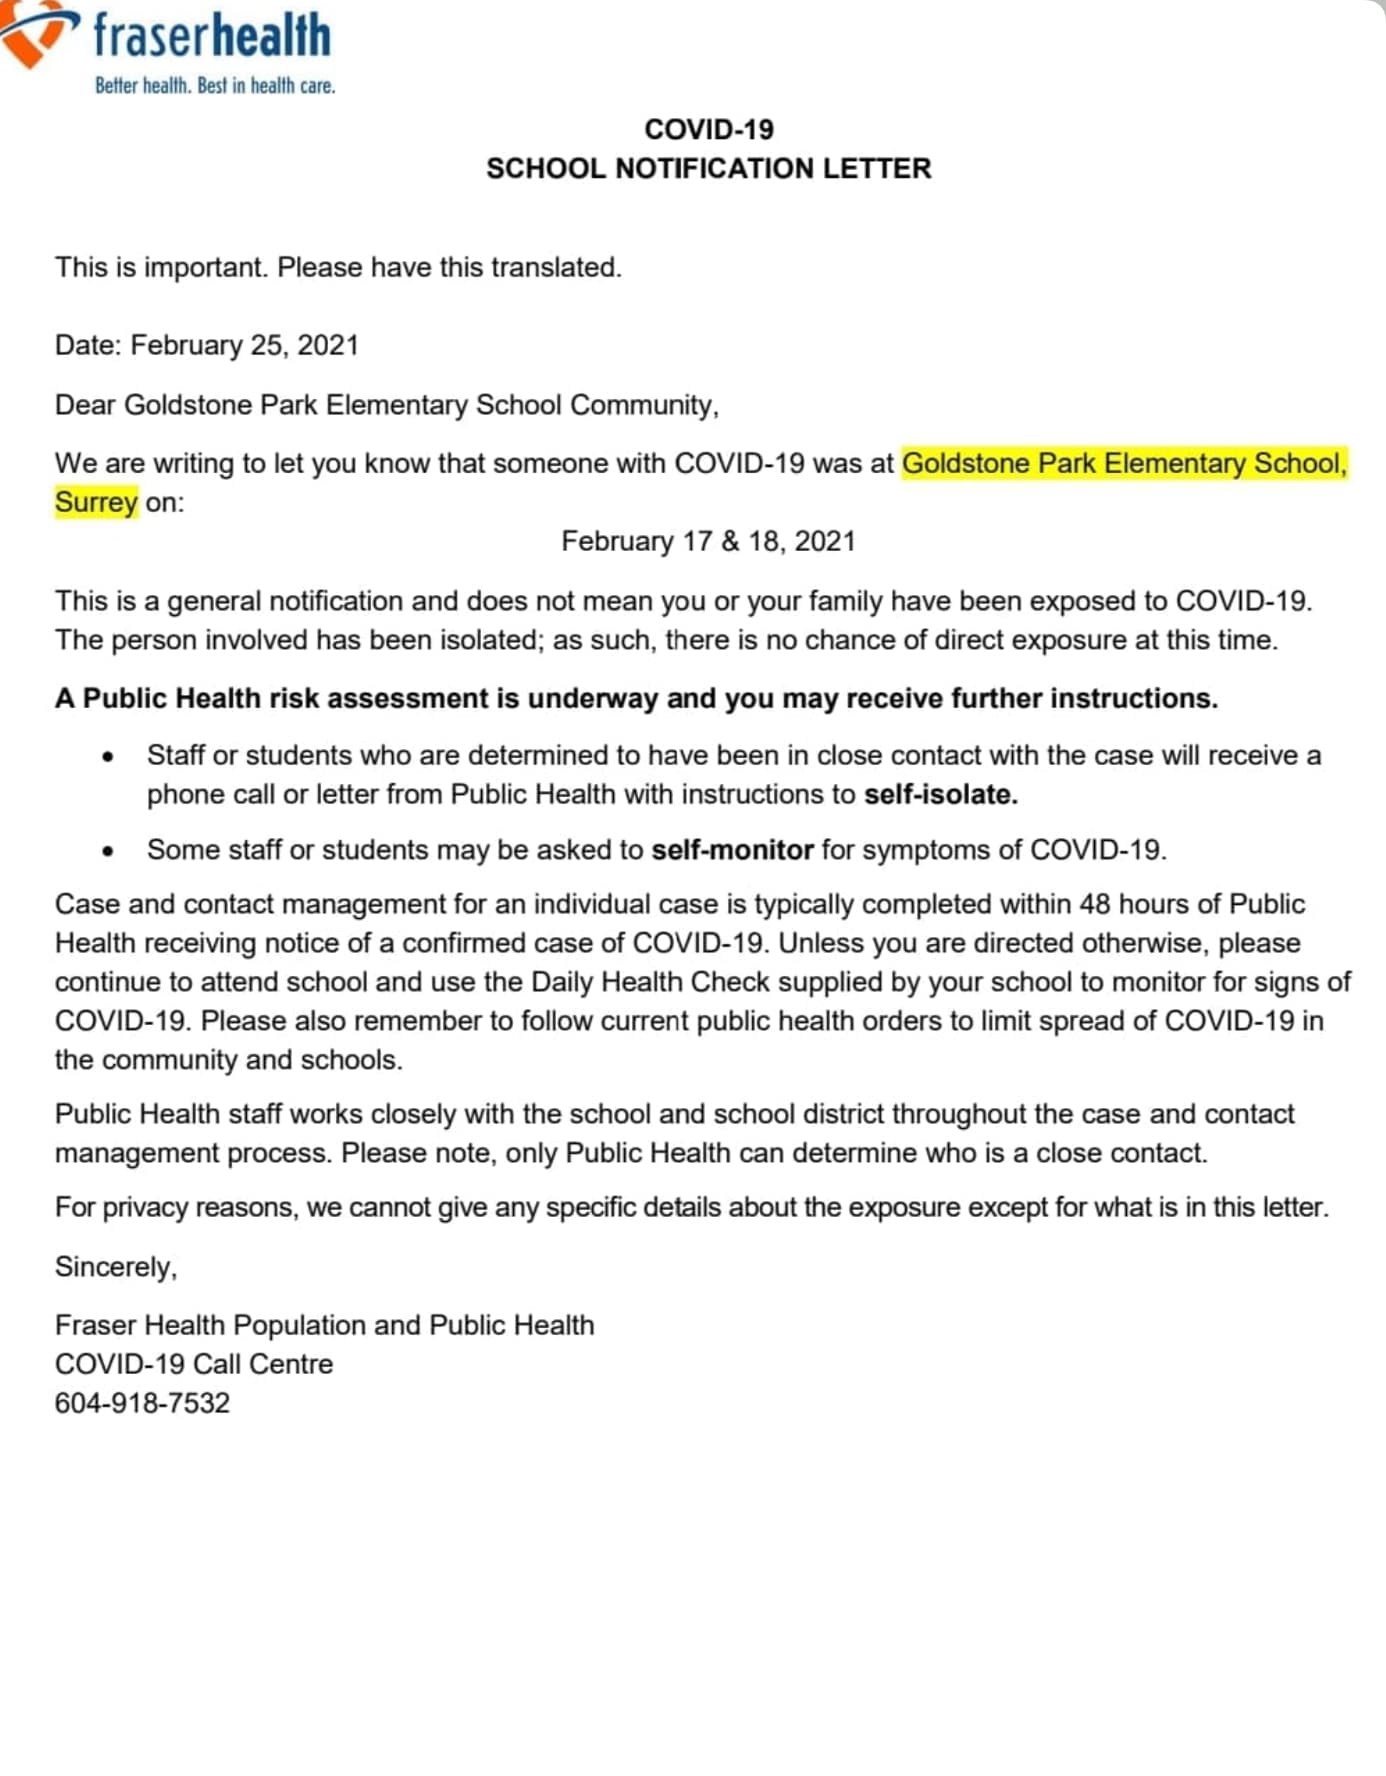 fraserhealth
Better health. Best in health care.
COVID-19
SCHOOL NOTIFICATION LETTER
This is important. Please have this translated.
Date: February 25, 2021
Dear Goldstone Park Elementary School Community,
We are writing to let you know that someone with COVID-19 was at Goldstone Park Elementary School,
Surrey on:
February 17 & 18, 2021
This is a general notification and does not mean you or your family have been exposed to COVID-19.
The person involved has been isolated; as such, there is no chance of direct exposure at this time.
A Public Health risk assessment is underway and you may receive further instructions.
• Staff or students who are determined to have been in close contact with the case will receive a
phone call or letter from Public Health with instructions to self-isolate.
• Some staff or students may be asked to self-monitor for symptoms of COVID-19.
Case and contact management for an individual case is typically completed within 48 hours of Public
Health receiving notice of a confirmed case of COVID-19. Unless you are directed otherwise, please
continue to attend school and use the Daily Health Check supplied by your school to monitor for signs of
COVID-19. Please also remember to follow current public health orders to limit spread of COVID-19 in
the community and schools.
Public Health staff works closely with the school and school district throughout the case and contact
management process. Please note, only Public Health can determine who is a close contact.
For privacy reasons, we cannot give any specific details about the exposure except for what is in this letter.
Sincerely,
Fraser Health Population and Public Health
COVID-19 Call Centre
604-918-7532